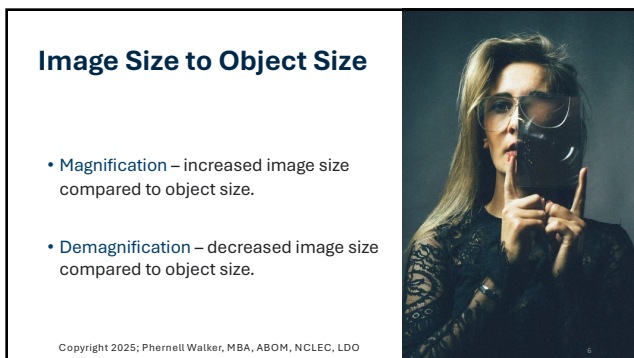 Image Size to Object Size
• Magnification – increased image size
compared to object size.
• Demagnification – decreased image size
compared to object size.
Copyright 2025; Phernell Walker, MBA, ABOM, NCLEC, LDO
6